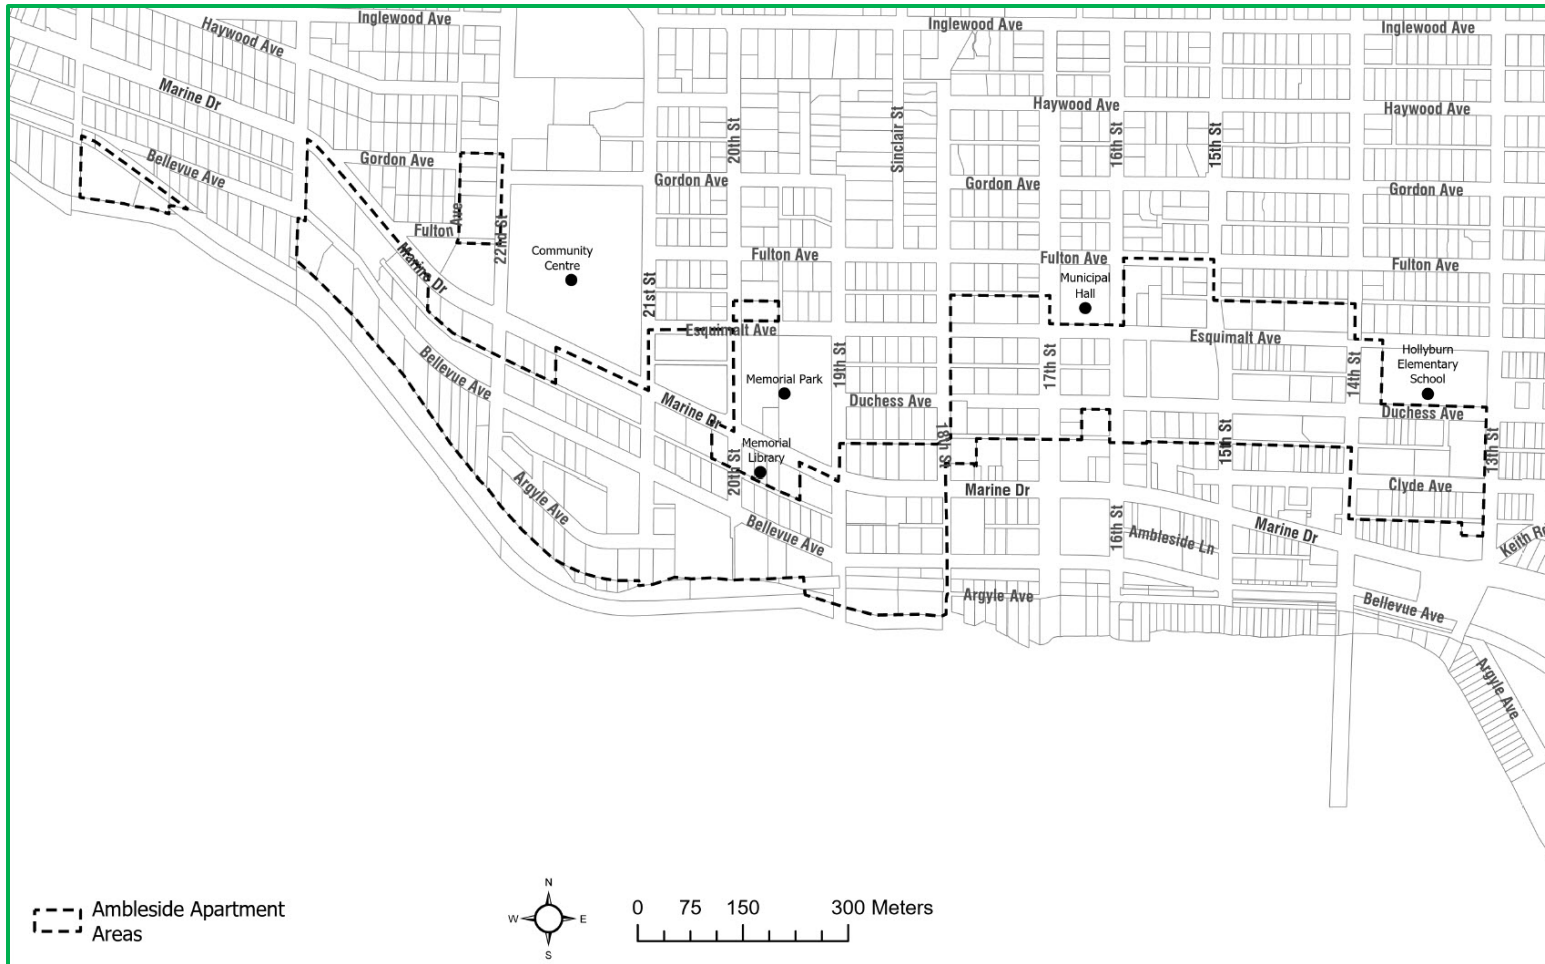 Inglewood Ave
Inglewood Ave
Inglewood Ave
Haywood Ave
Marine Dr
Haywood Ave
Haywood Ave
20th St
Sinclair St
16th St
15th St
Bellevue Ave
Gordon Ave
Gordon Ave
Gordon Ave
Gordon Ave
Fulton Ave
22nd St
Community
Centre
Fulton Ave
Fulton Ave
Fulton Ave
Marine Dr
21st St
Municipal
Hall
Esquimalt Ave
Esquimalt Ave
Bellevue Ave
Memorial Park
19th St
17th St
14th St
Hollyburn
Elementary
School
Marine Dr
Duchess Ave
Duchess Ave
Memorial
Library
20th St
18th St
15th St
13th St
Argyle Ave
Marine Dr
Clyde Ave
Bellevue Ave
16th St
Ambleside Ln
Marine Dr
Keith Rd
Argyle Ave
Bellevue Ave
Argyle Ave
Ambleside Apartment
Areas
N
W
E
S
0 75 150 300 Meters